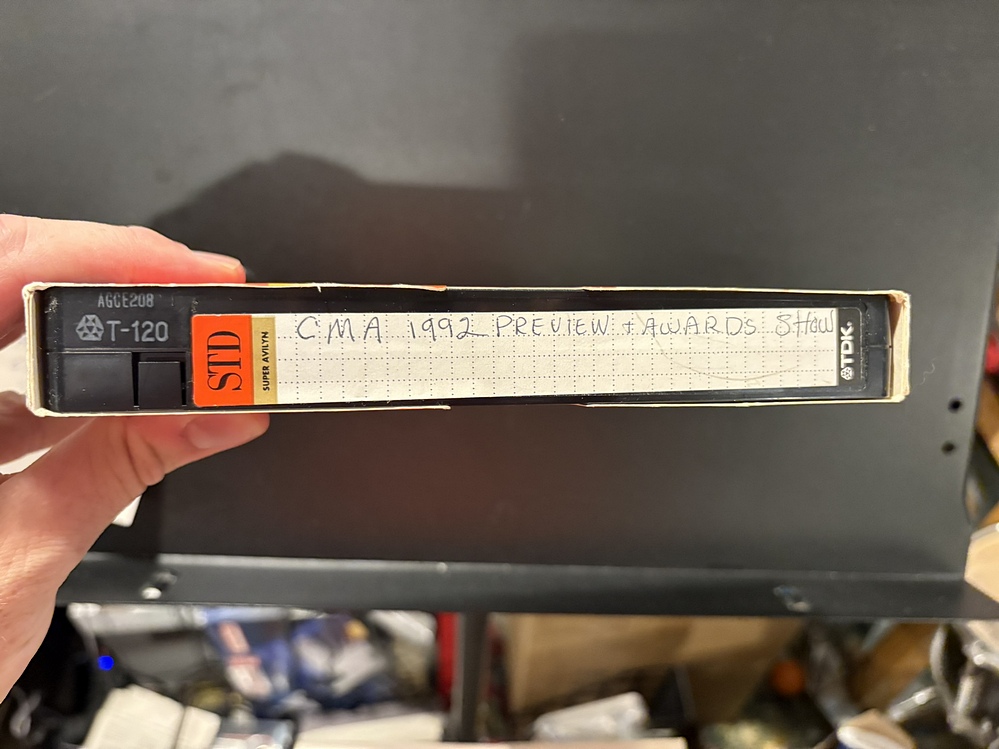 AGCE208
T-120
STD
SUPER AVILYN
CMA 1992 PREVIEW + AWARDS SHOW
TDK.